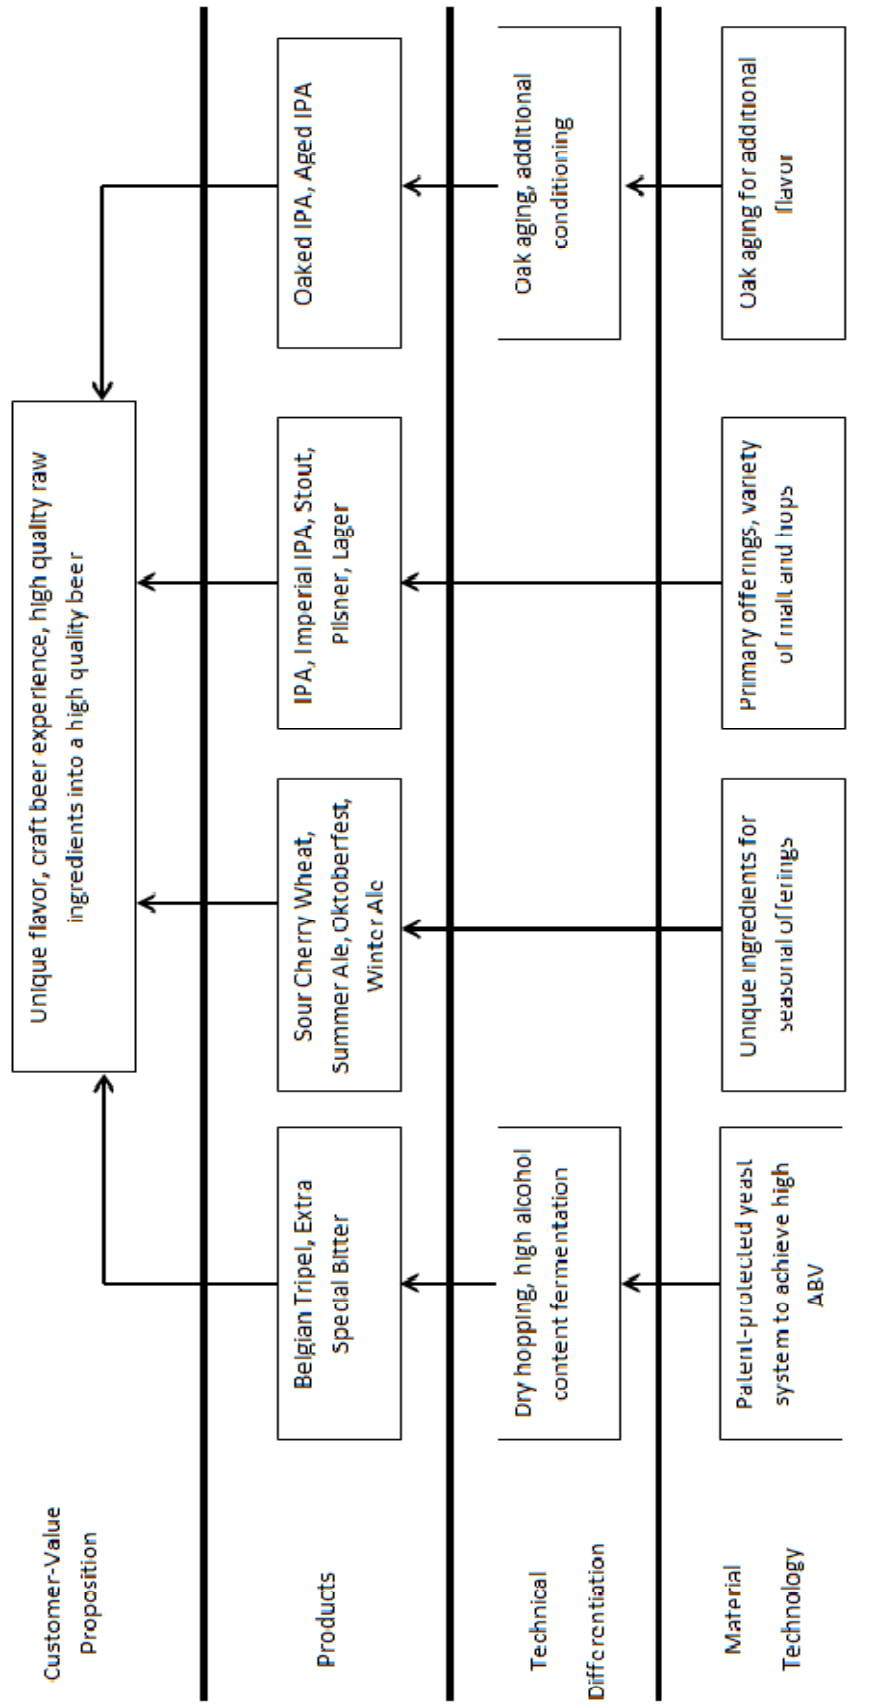 Customer-Value
Proposition
Unique flavor, craft beer experience, high quality raw
ingredients into a high quality beer
Products
Belgian Tripel, Extra
Special Bitter
Sour Cherry Wheat,
Summer Ale, Oktoberfest,
Winter Ale
IPA, Imperial IPA, Stout,
Pilsner, Lager
Oaked IPA, Aged IPA
Technical
Differentiation
Dry hopping, high alcohol
content fermentation
Oak aging, additional
conditioning
Material
Technology
Patent-protected yeast
system to achieve high
ABV
Unique ingredients for
seasonal offerings
Primary offerings, variety
of malt and hops
Oak aging for additional
flavor